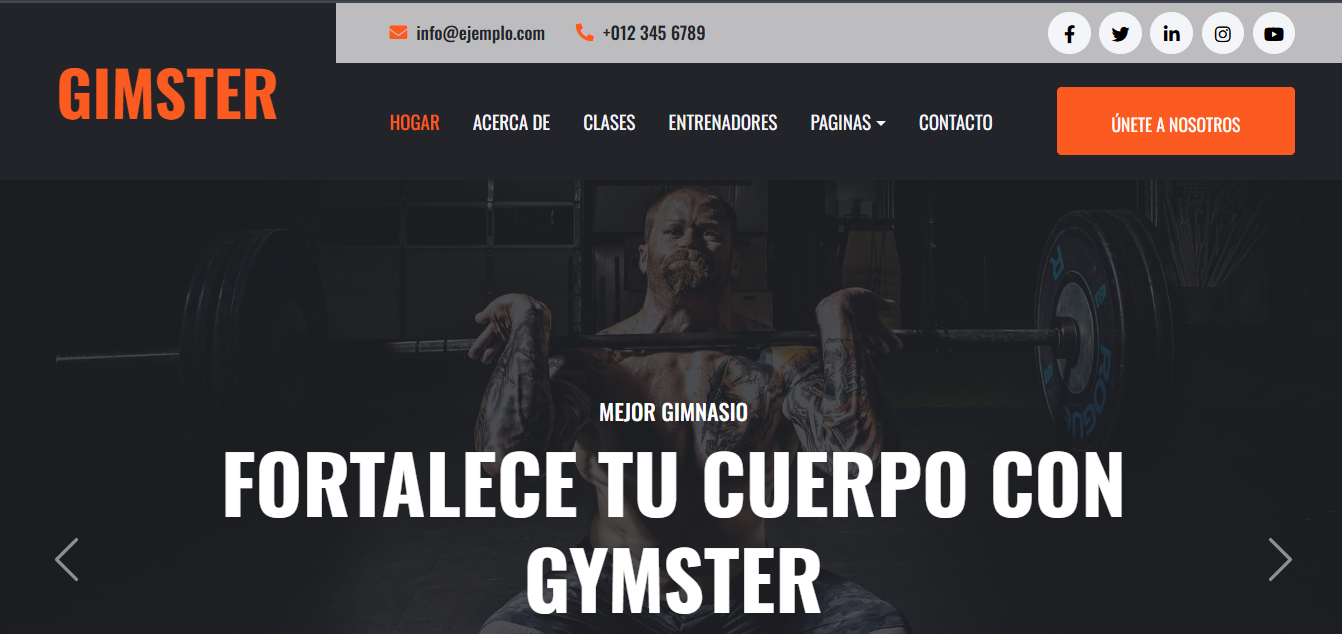 info@ejemplo.com +012 345 6789
GIMSTER
HOGAR ACERCA DE CLASES ENTRENADORES PAGINAS CONTACTO ÚNETE A NOSOTROS
MEJOR GIMNASIO
FORTALECE TU CUERPO CON
GYMSTER
ROGUE